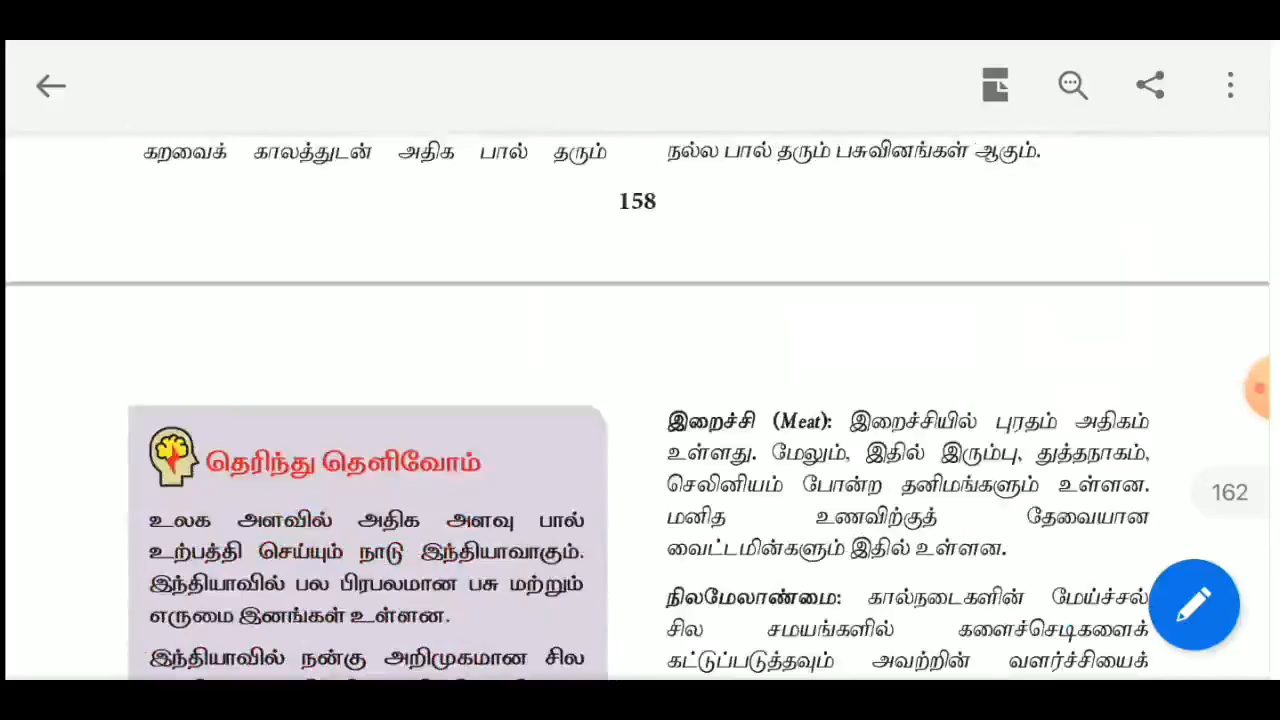 கறவைக் காலத்துடன் அதிக பால் தரும்
நல்ல பால் தரும் பசுவினங்கள் ஆகும்.
158
தெரிந்து தெளிவோம்
உலக அளவில் அதிக அளவு பால்
உற்பத்தி செய்யும் நாடு இந்தியாவாகும்.
இந்தியாவில் பல பிரபலமான பசு மற்றும்
எருமை இனங்கள் உள்ளன.
இந்தியாவில் நன்கு அறிமுகமான சில
இறைச்சி (Meat): இறைச்சியில் புரதம் அதிகம்
உள்ளது. மேலும், இதில் இரும்பு, துத்தநாகம்,
செலினியம் போன்ற தனிமங்களும் உள்ளன.
மனித உணவிற்குத் தேவையான
வைட்டமின்களும் இதில் உள்ளன.
நிலமேலாண்மை: கால்நடைகளின் மேய்ச்சல்
சில சமயங்களில் களைச்செடிகளைக்
கட்டுப்படுத்தவும் அவற்றின் வளர்ச்சியைக்
162